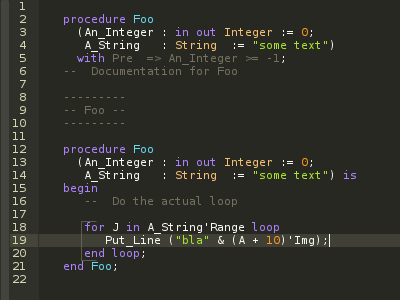 1
2 procedure Foo
3 (An_Integer : in out Integer := 0;
4 A_String : String := "some text")
5 with Pre => An_Integer >= -1;
6 -- Documentation for Foo
7
8 ---------
9 -- Foo --
10 ---------
11
12 procedure Foo
13 (An_Integer : in out Integer := 0;
14 A_String : String := "some text") is
15 begin
16 -- Do the actual loop
17
18 for J in A_String'Range loop
19 Put_Line ("bla" & (A + 10)'Img);
20 end loop;
21 end Foo;
22